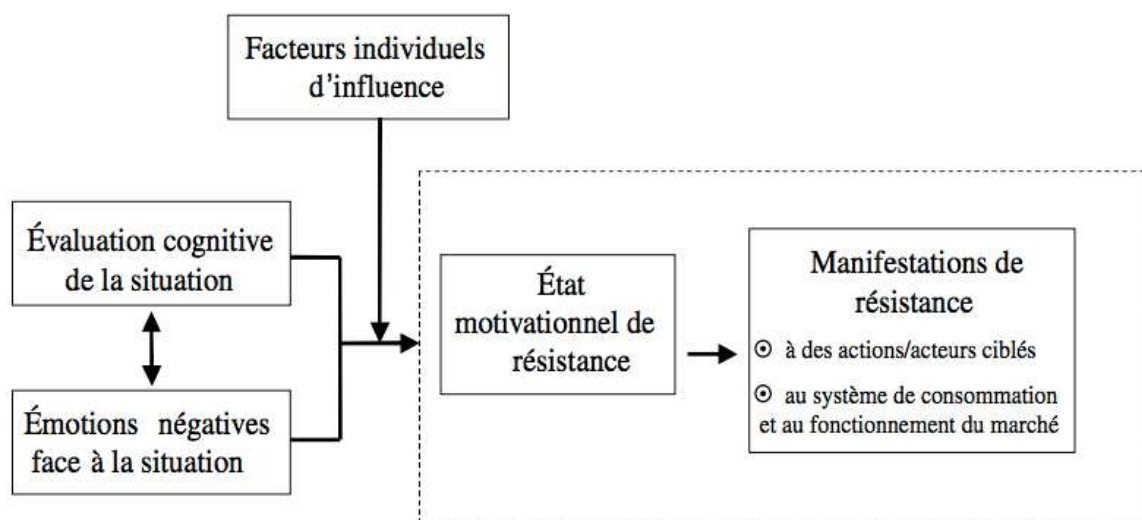 Facteurs individuels
d'influence
Évaluation cognitive
de la situation
Émotions négatives
face à la situation
État
motivationnel de
résistance
Manifestations de
résistance
à des actions/acteurs ciblés
au système de consommation
et au fonctionnement du marché